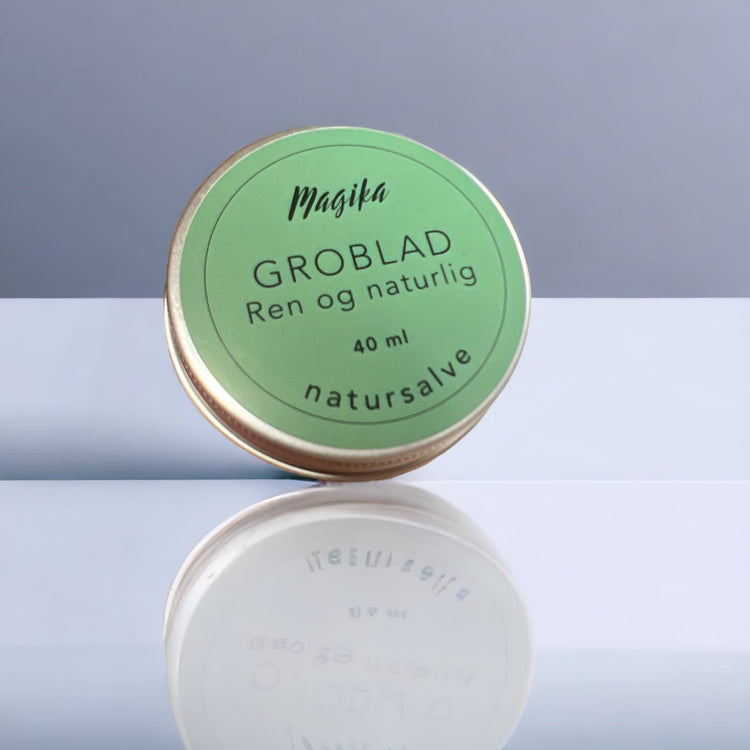 Magika
GROBLAD
Ren og naturlig
40 ml
natursalve